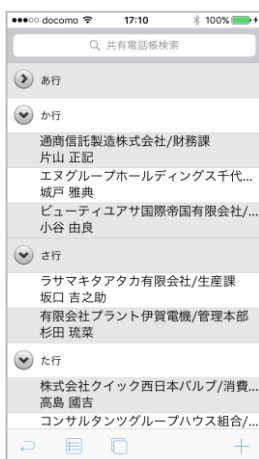 docomo 17:10 100%
共有電話帳検索
あ行
か行
通商信託製造株式会社/財務課
片山 正記
エヌグループホールディングス千代...
城戸 雅典
ビューティユアサ国際帝国有限会社/...
小谷 由良
さ行
ラサマキタアタカ有限会社/生産課
坂口 吉之助
有限会社プラント伊賀電機/管理本部
杉田 琉菜
た行
株式会社クイック西日本バルブ/消費...
高島 國吉
コンサルタンツグループハウス組合/...